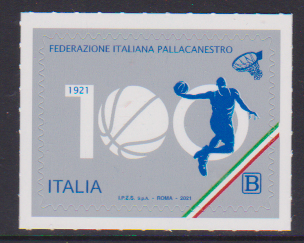 FEDERAZIONE ITALIANA PALLACANESTRO
1921
100
ITALIA
I.P.Z.S. S.p.A. - ROMA - 2021
B